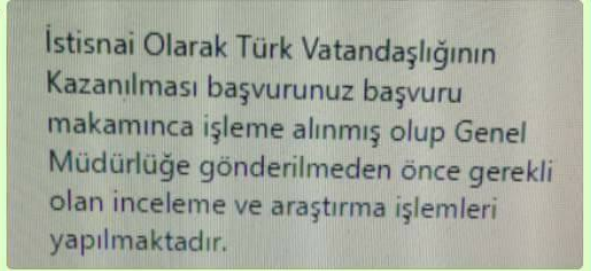 İstisnai Olarak Türk Vatandaşlığının
Kazanılması başvurunuz başvuru
makamınca işleme alınmış olup Genel
Müdürlüğe gönderilmeden önce gerekli
olan inceleme ve araştırma işlemleri
yapılmaktadır.